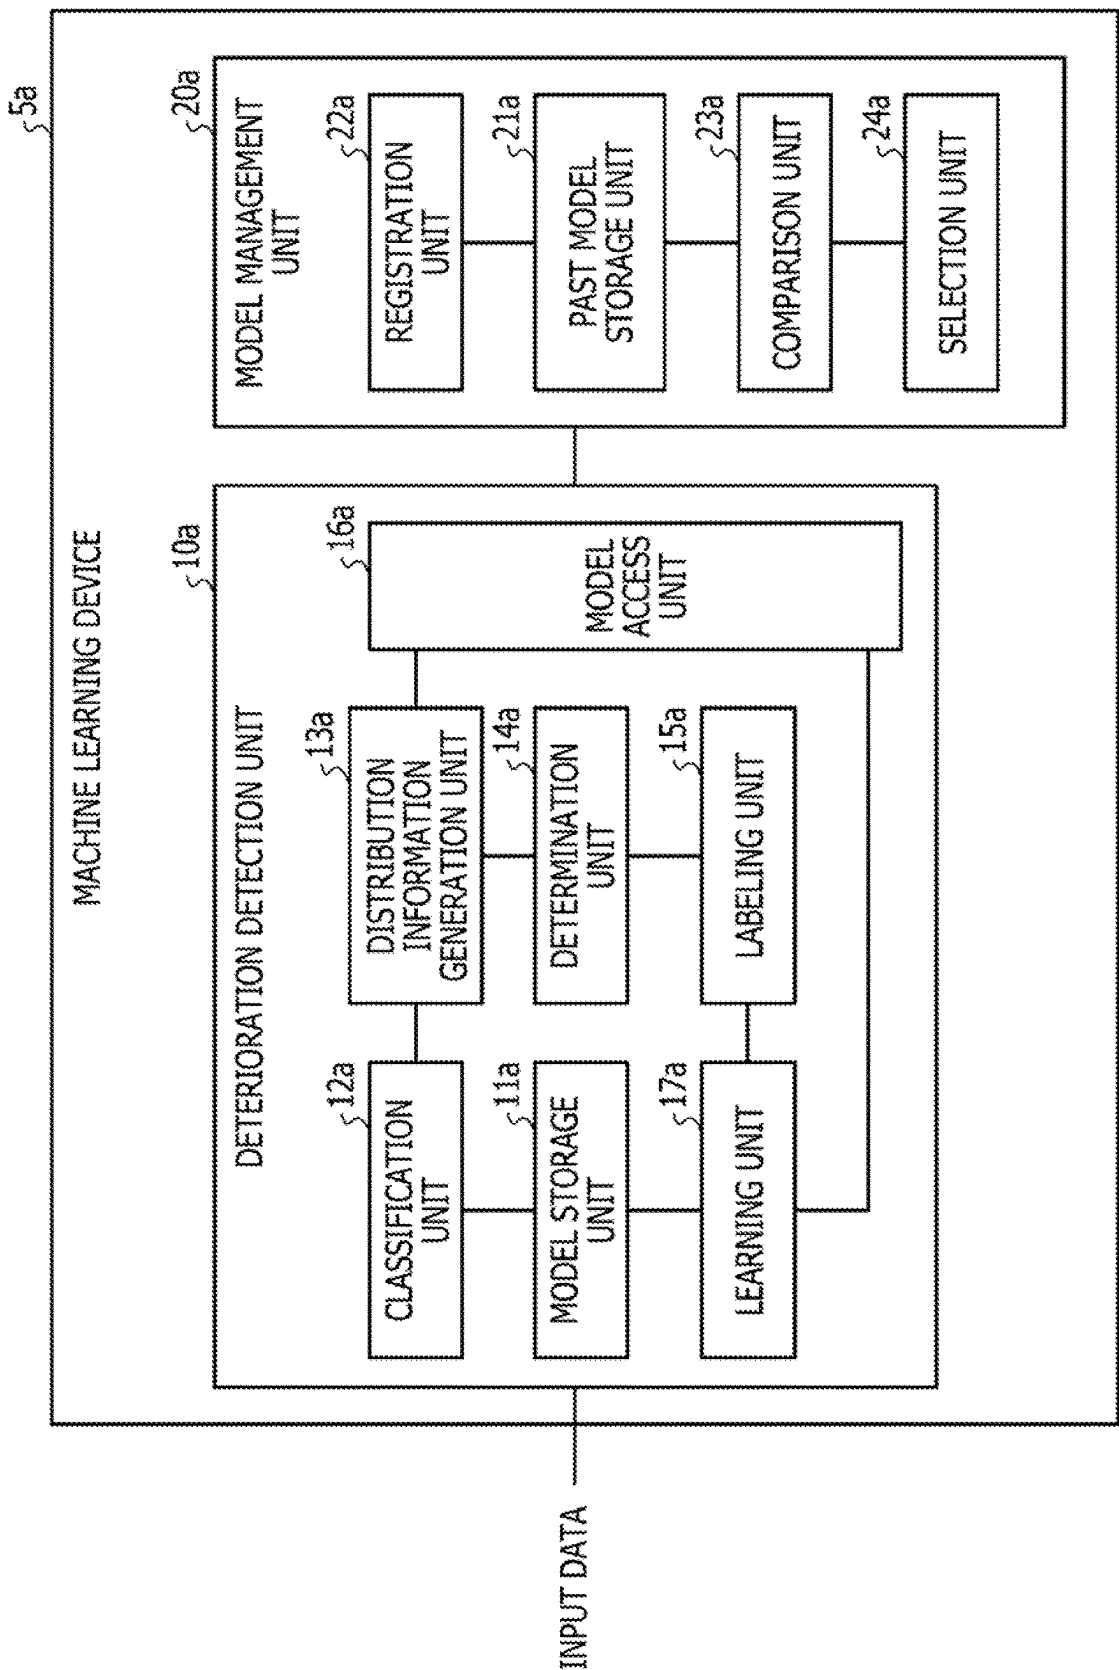 5a
MACHINE LEARNING DEVICE
10a
DETERIORATION DETECTION UNIT
12a
CLASSIFICATION
UNIT
13a
DISTRIBUTION
INFORMATION
GENERATION UNIT
16a
MODEL
ACCESS
UNIT
11a
MODEL STORAGE
UNIT
14a
DETERMINATION
UNIT
17a
LEARNING UNIT
15a
LABELING UNIT
20a
MODEL MANAGEMENT
UNIT
22a
REGISTRATION
UNIT
21a
PAST MODEL
STORAGE UNIT
23a
COMPARISON UNIT
24a
SELECTION UNIT
INPUT DATA